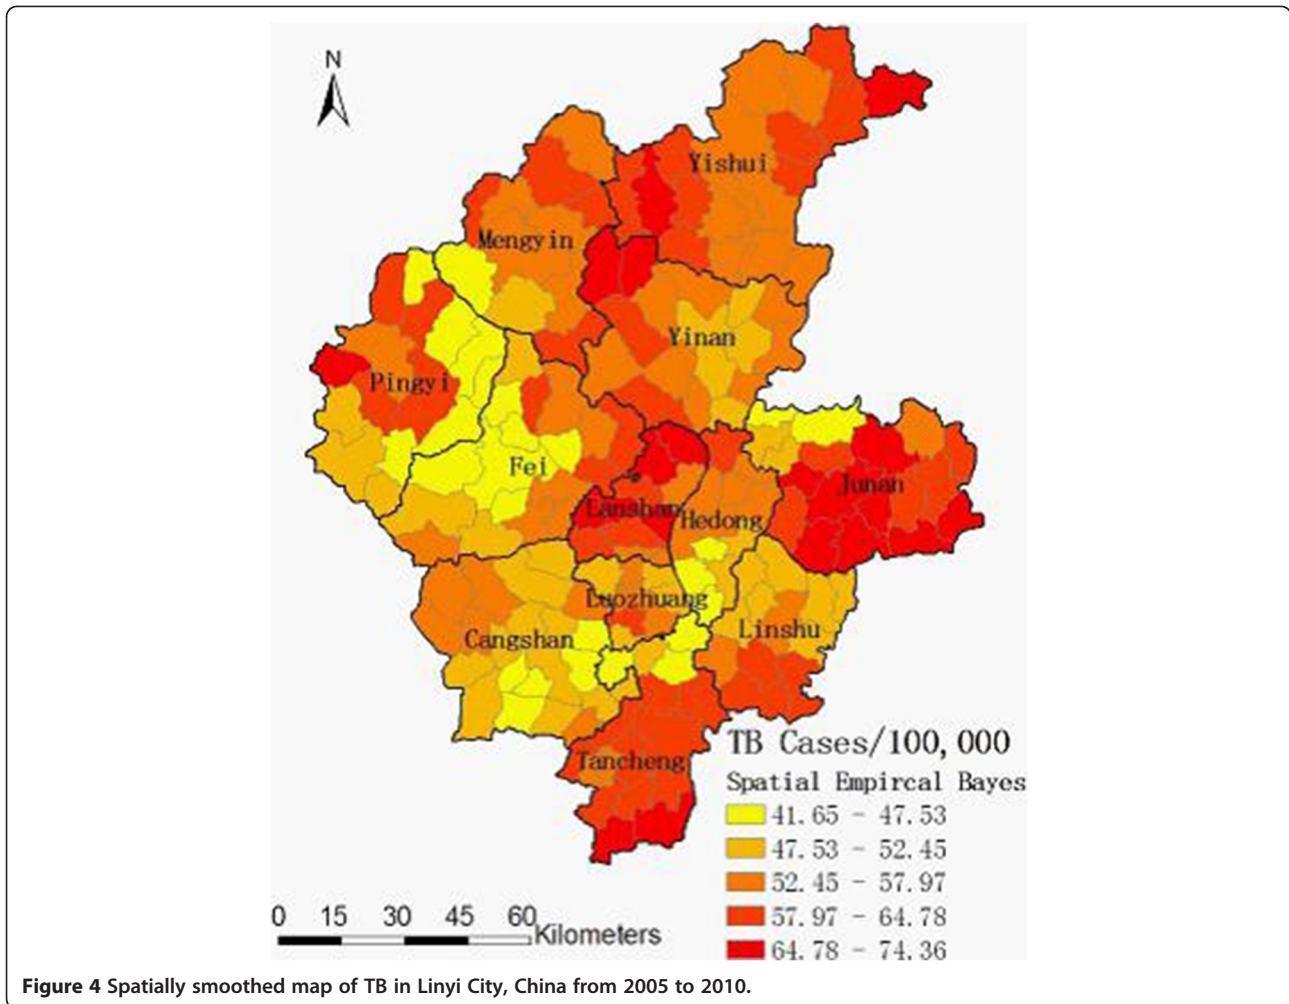 N
Yishui
Mengyin
Yinan
Pingyi
Fei
Junan
Lanshan
Hedong
Luozhuang
Cangshan
Linshu
Tancheng
TB Cases/100,000
Spatial Empircal Bayes
41.65 - 47.53
47.53 - 52.45
52.45 - 57.97
57.97 - 64.78
64.78 - 74.36
0 15 30 45 60
Kilometers
Figure 4 Spatially smoothed map of TB in Linyi City, China from 2005 to 2010.